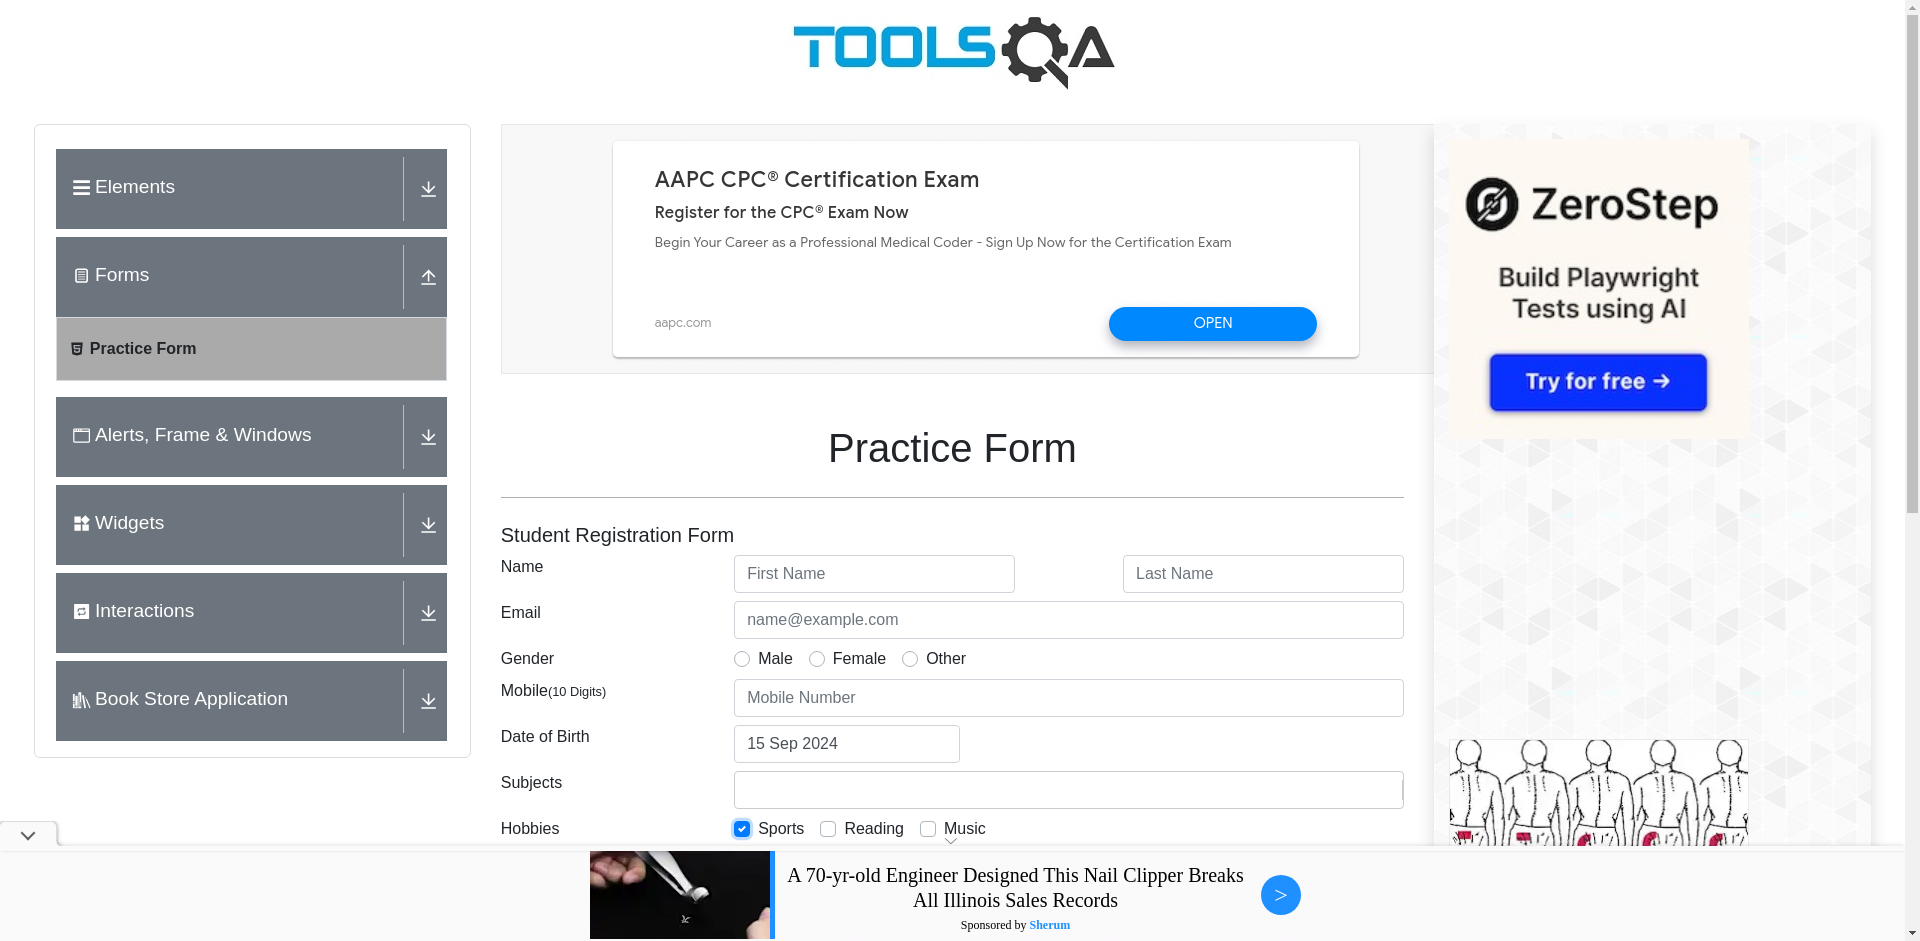 TOOLSQA
Elements
Forms
Practice Form
Alerts, Frame & Windows
Widgets
Interactions
Book Store Application
AAPC CPC® Certification Exam
Register for the CPC® Exam Now
Begin Your Career as a Professional Medical Coder - Sign Up Now for the Certification Exam
aapc.com
OPEN
Practice Form
Student Registration Form
Name
First Name
Last Name
Email
name@example.com
Gender
Male
Female
Other
Mobile(10 Digits)
Mobile Number
Date of Birth
15 Sep 2024
Subjects
Hobbies
Sports
Reading
Music
ZeroStep
Build Playwright
Tests using AI
Try for free →
A 70-yr-old Engineer Designed This Nail Clipper Breaks
All Illinois Sales Records
Sponsored by Sherum
>